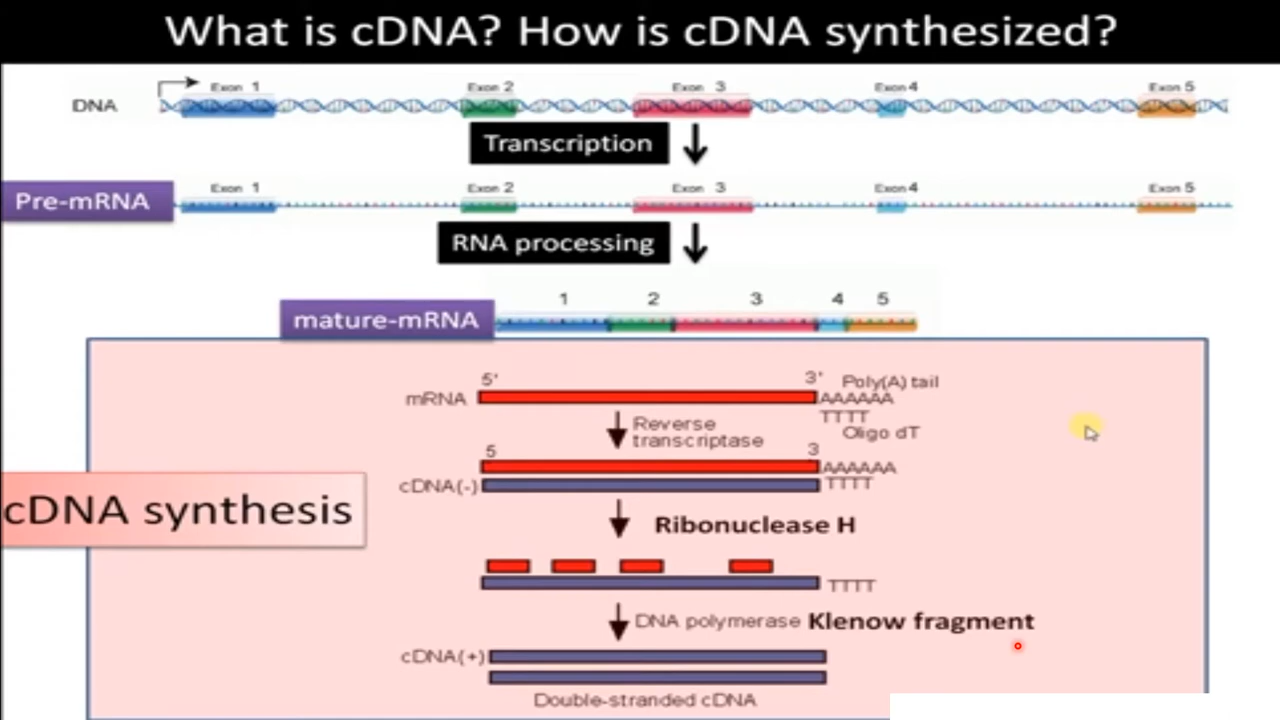 What is cDNA? How is cDNA synthesized?
Exon 1 Exon 2 Exon 3 Exon 4 Exon 5
DNA
Transcription
Exon 1 Exon 2 Exon 3 Exon 4 Exon 5
Pre-mRNA
RNA processing
1 2 3 4 5
mature-mRNA
5' 3' Poly(A) tail
mRNA AAAAAA
TTTT
Reverse transcriptase
Oligo dT
5 3
AAAAAA
cDNA(-) TTTT
cDNA synthesis
Ribonuclease H
TTTT
DNA polymerase Klenow fragment
cDNA(+)
Double-stranded cDNA